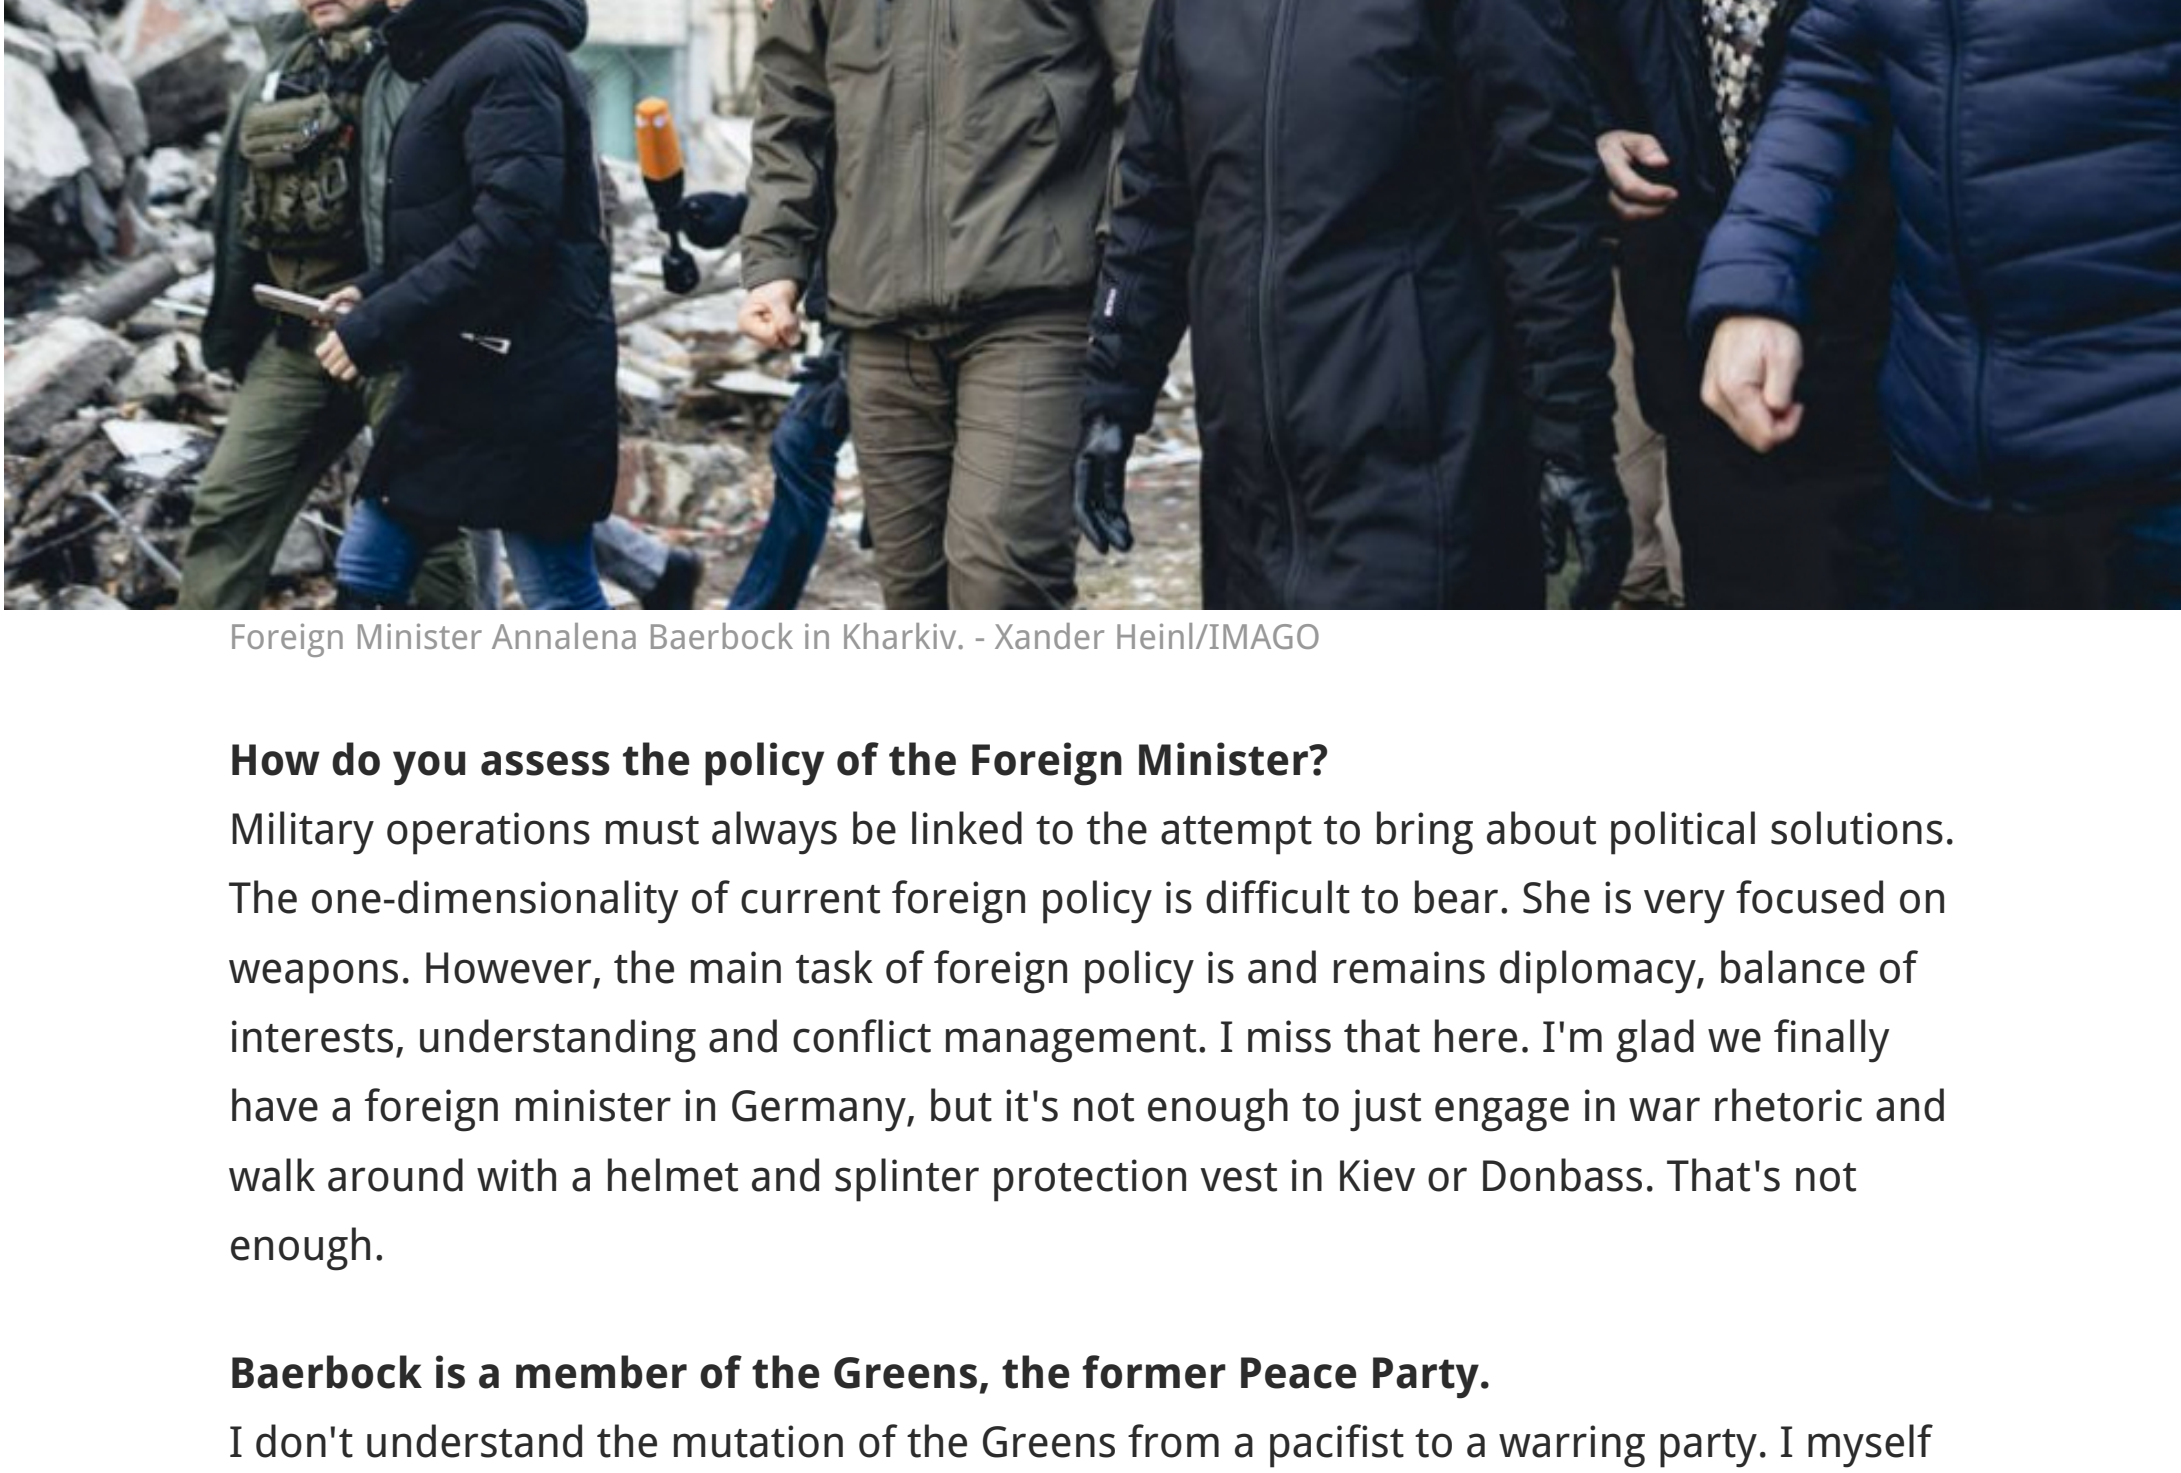 Foreign Minister Annalena Baerbock in Kharkiv. - Xander Heinl/IMAGO
How do you assess the policy of the Foreign Minister?
Military operations must always be linked to the attempt to bring about political solutions.
The one-dimensionality of current foreign policy is difficult to bear. She is very focused on
weapons. However, the main task of foreign policy is and remains diplomacy, balance of
interests, understanding and conflict management. I miss that here. I'm glad we finally
have a foreign minister in Germany, but it's not enough to just engage in war rhetoric and
walk around with a helmet and splinter protection vest in Kiev or Donbass. That's not
enough.
Baerbock is a member of the Greens, the former Peace Party.
I don't understand the mutation of the Greens from a pacifist to a warring party. I myself